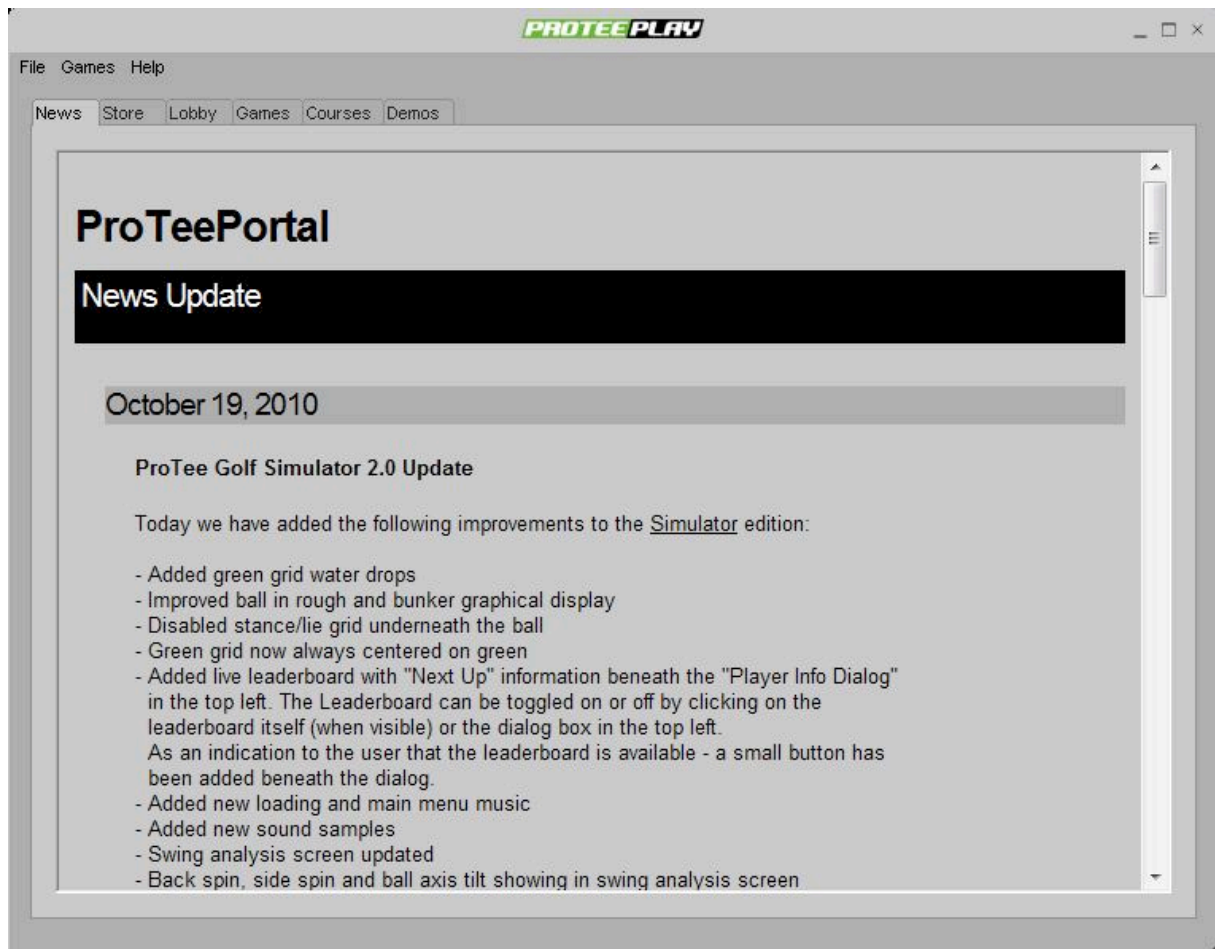 PROTEEPLAY
File Games Help
News Store Lobby Games Courses Demos
ProTeePortal
News Update
October 19, 2010
ProTee Golf Simulator 2.0 Update
Today we have added the following improvements to the Simulator edition:
- Added green grid water drops
- Improved ball in rough and bunker graphical display
- Disabled stance/lie grid underneath the ball
- Green grid now always centered on green
- Added live leaderboard with "Next Up" information beneath the "Player Info Dialog"
in the top left. The Leaderboard can be toggled on or off by clicking on the
leaderboard itself (when visible) or the dialog box in the top left.
As an indication to the user that the leaderboard is available - a small button has
been added beneath the dialog.
- Added new loading and main menu music
- Added new sound samples
- Swing analysis screen updated
- Back spin, side spin and ball axis tilt showing in swing analysis screen